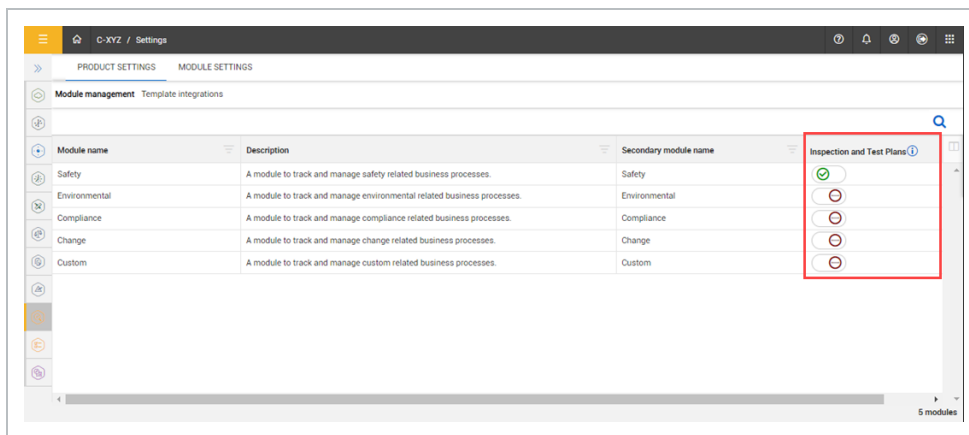 C-XYZ / Settings
PRODUCT SETTINGS MODULE SETTINGS
Module management Template integrations
Module name Description Secondary module name Inspection and Test Plans
Safety A module to track and manage safety related business processes. Safety
Environmental A module to track and manage environmental related business processes. Environmental
Compliance A module to track and manage compliance related business processes. Compliance
Change A module to track and manage change related business processes. Change
Custom A module to track and manage custom related business processes. Custom
5 modules